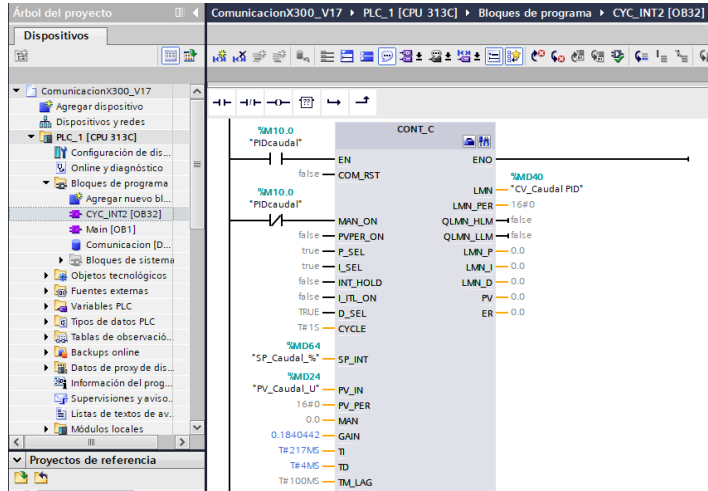 Árbol del proyecto
Dispositivos
ComunicacionX300_V17
Agregar dispositivo
Dispositivos y redes
PLC_1 [CPU 313C]
Configuración de dis...
Online y diagnóstico
Bloques de programa
Agregar nuevo bl...
CYC_INT2 [OB32]
Main [OB1]
Comunicacion [D...
Bloques de sistema
Objetos tecnológicos
Fuentes externas
Variables PLC
Tipos de datos PLC
Tablas de observació...
Backups online
Datos de proxy de dis...
Información del prog...
Supervisiones y aviso...
Listas de textos de av...
Módulos locales
Proyectos de referencia
ComunicacionX300_V17 PLC_1 [CPU 313C] Bloques de programa CYC_INT2 [OB32]
??
%M10.0 CONT_C
"PIDcaudal"
EN ENO
false COM_RST %MD40
%M10.0 LMN "CV_Caudal PID"
"PIDcaudal" LMN_PER 16#0
MAN_ON QLMN_HLM false
false PVPER_ON QLMN_LLM false
true P_SEL LMN_P 0.0
true I_SEL LMN_I 0.0
false INT_HOLD LMN_D 0.0
false I_ITL_ON PV 0.0
TRUE D_SEL ER 0.0
T#1S CYCLE
%MD64
"SP_Caudal_%" SP_INT
%MD24
"PV_Caudal_U" PV_IN
16#0 PV_PER
0.0 MAN
0.1840442 GAIN
T#217MS TI
T#4MS TD
T#100MS TM_LAG